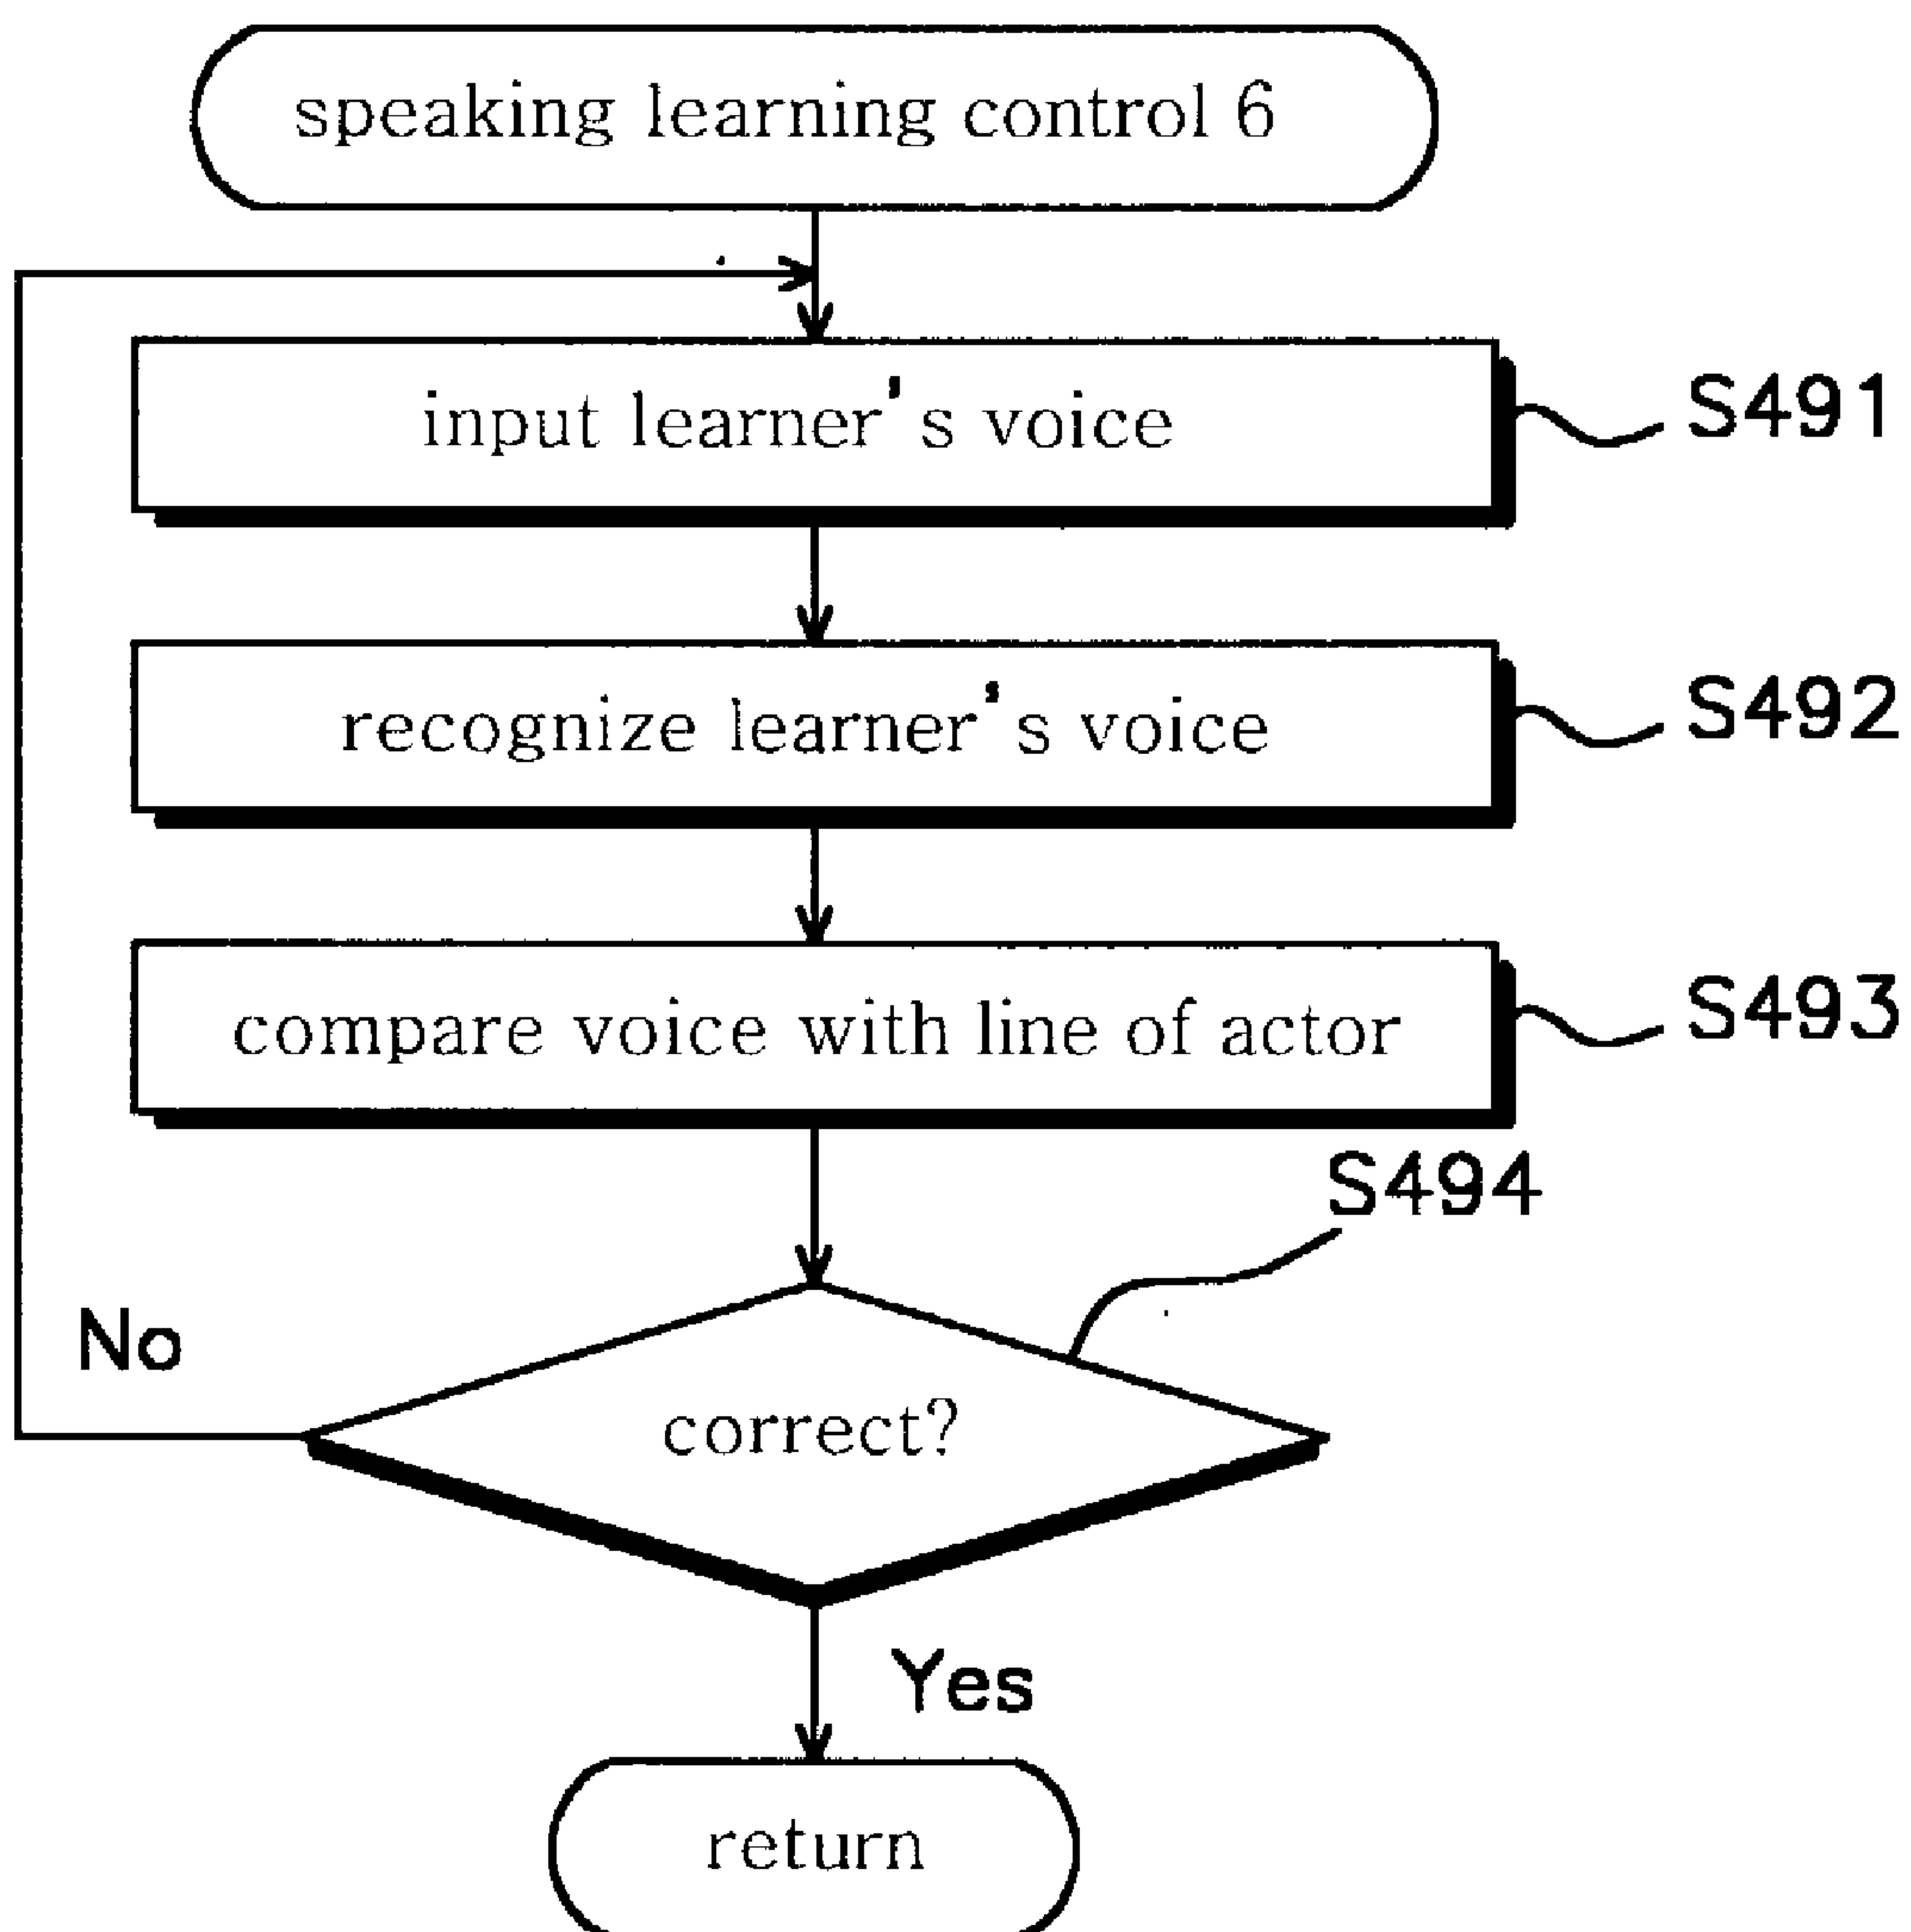 speaking learning control 6
input learner's voice
S491
recognize learner's voice
S492
compare voice with line of actor
S493
S494
No
correct?
Yes
return